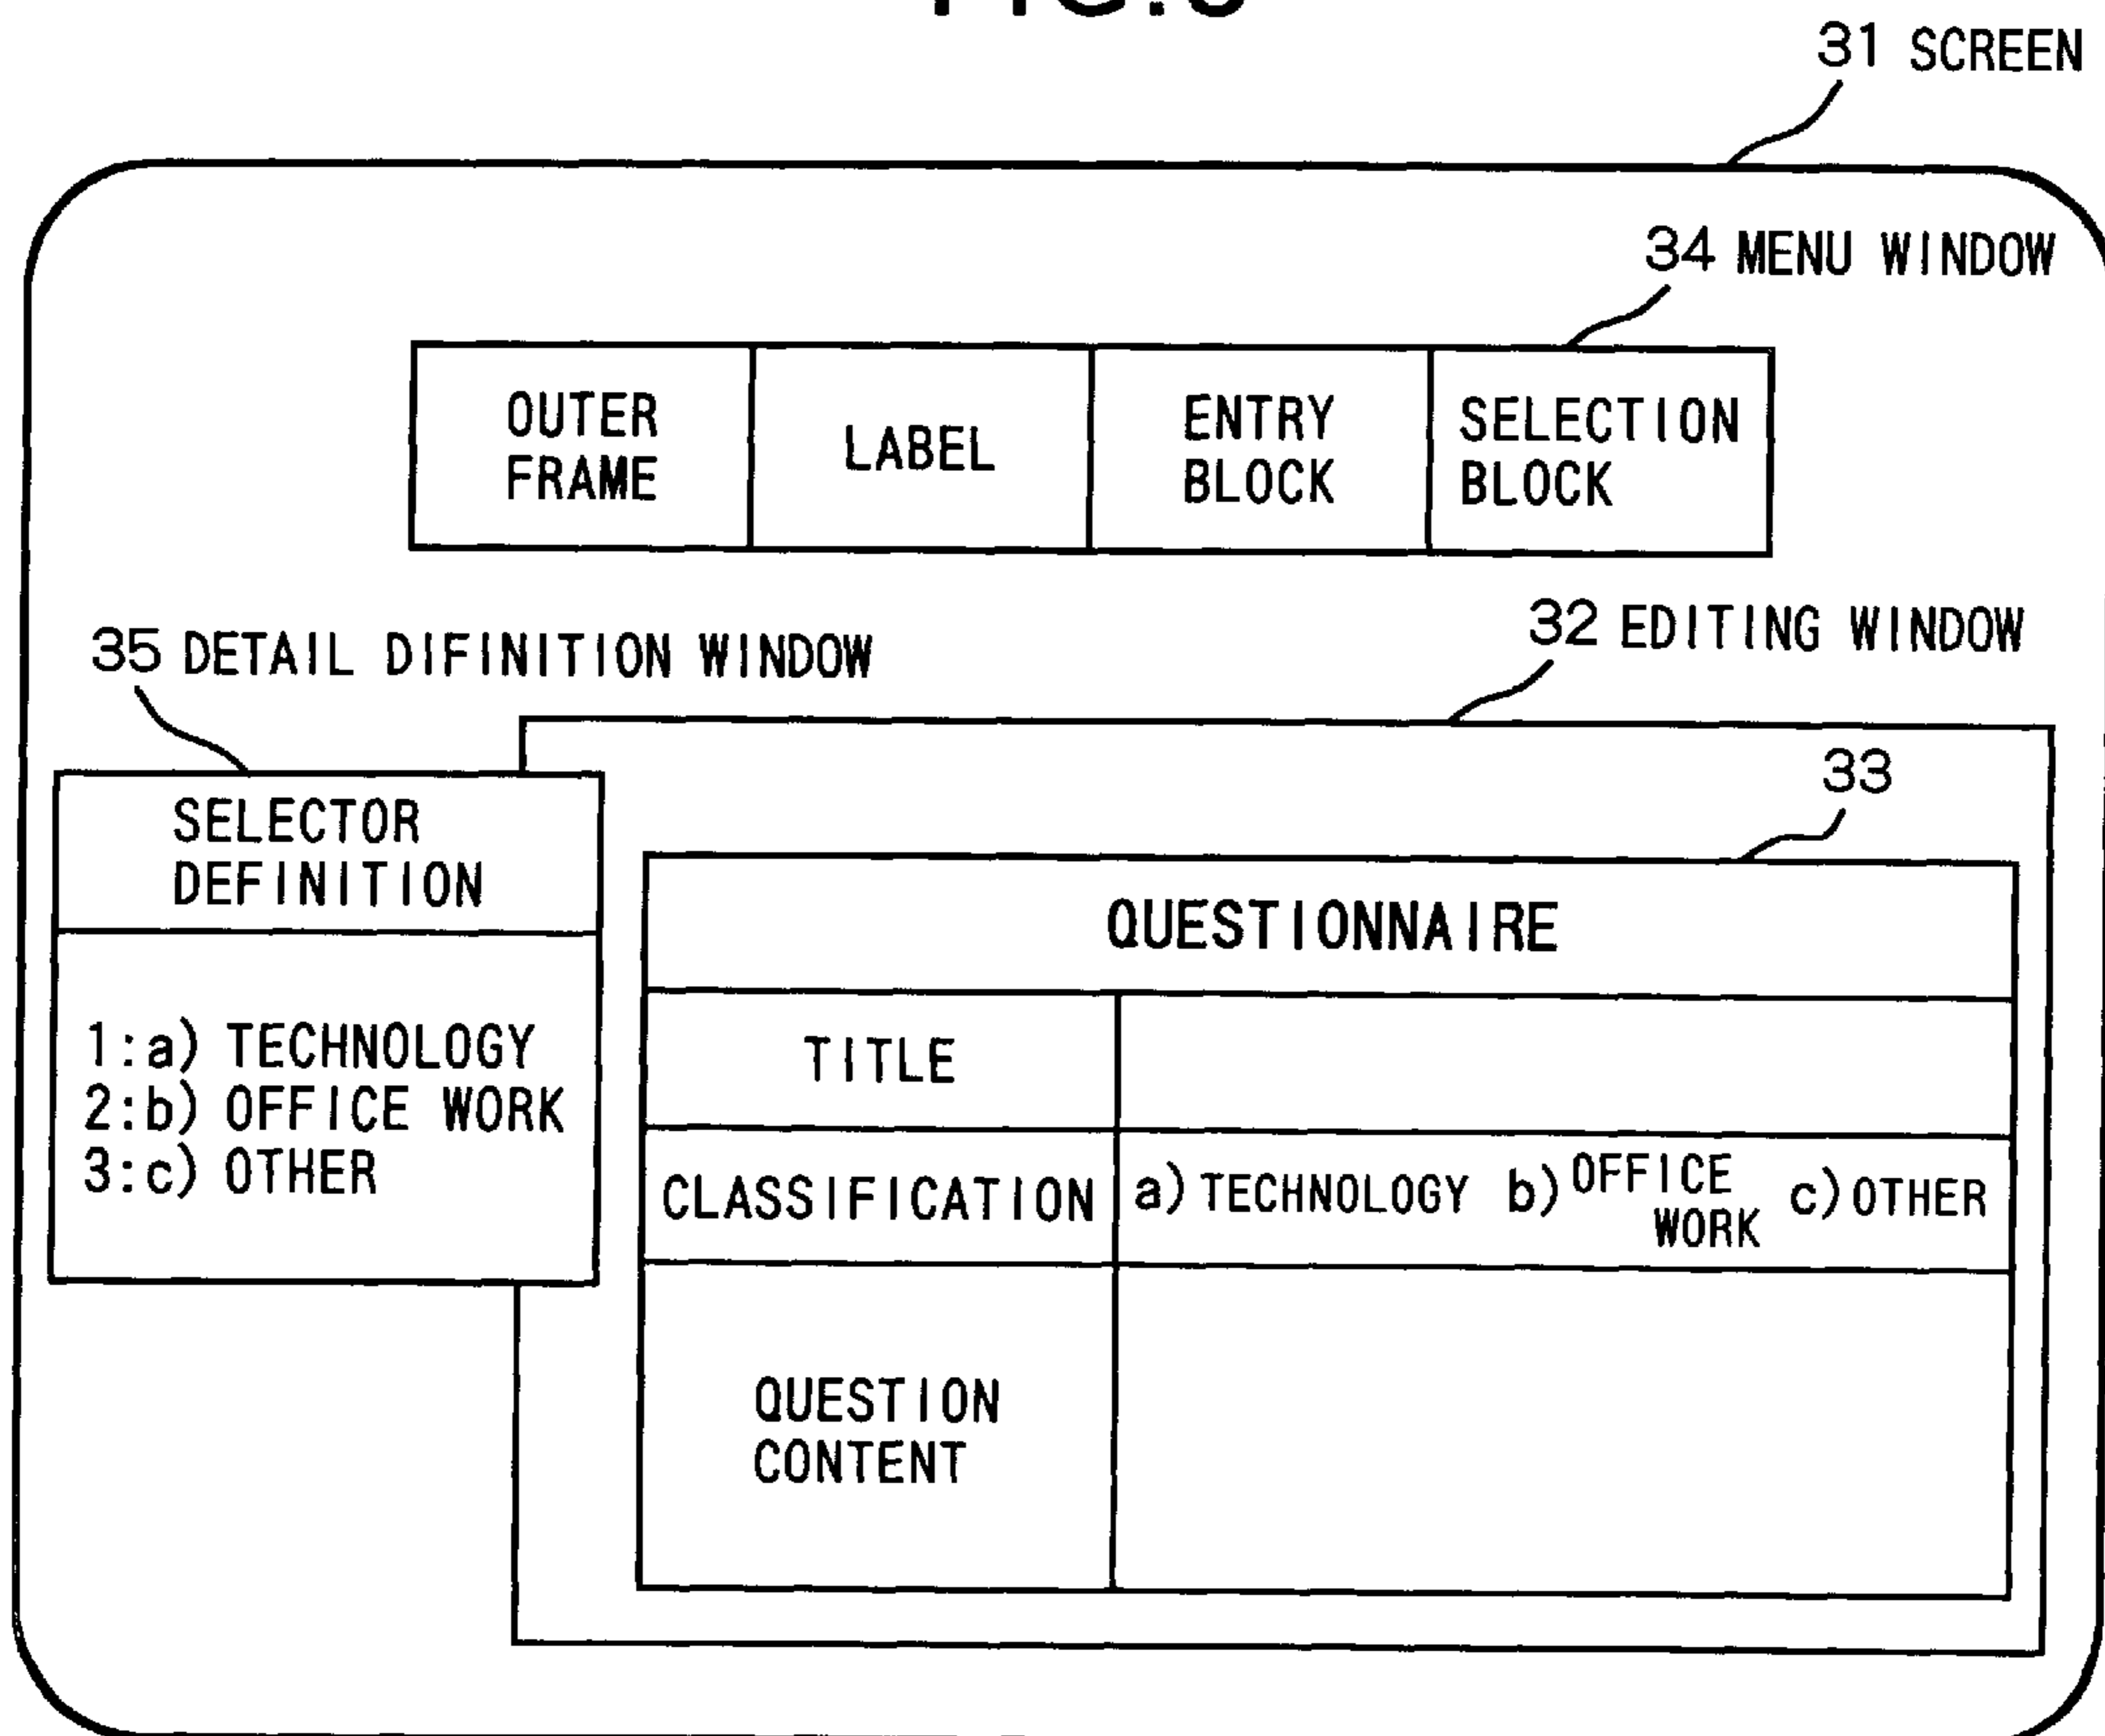 FIG.
31 SCREEN
34 MENU WINDOW
OUTER
FRAME
LABEL
ENTRY
BLOCK
SELECTION
BLOCK
32 EDITING WINDOW
35 DETAIL DIFINITION WINDOW
33
SELECTOR
DEFINITION
1:a) TECHNOLOGY
2:b) OFFICE WORK
3:c) OTHER
QUESTIONNAIRE
TITLE
CLASSIFICATION
a) TECHNOLOGY b) OFFICE WORK c) OTHER
QUESTION
CONTENT